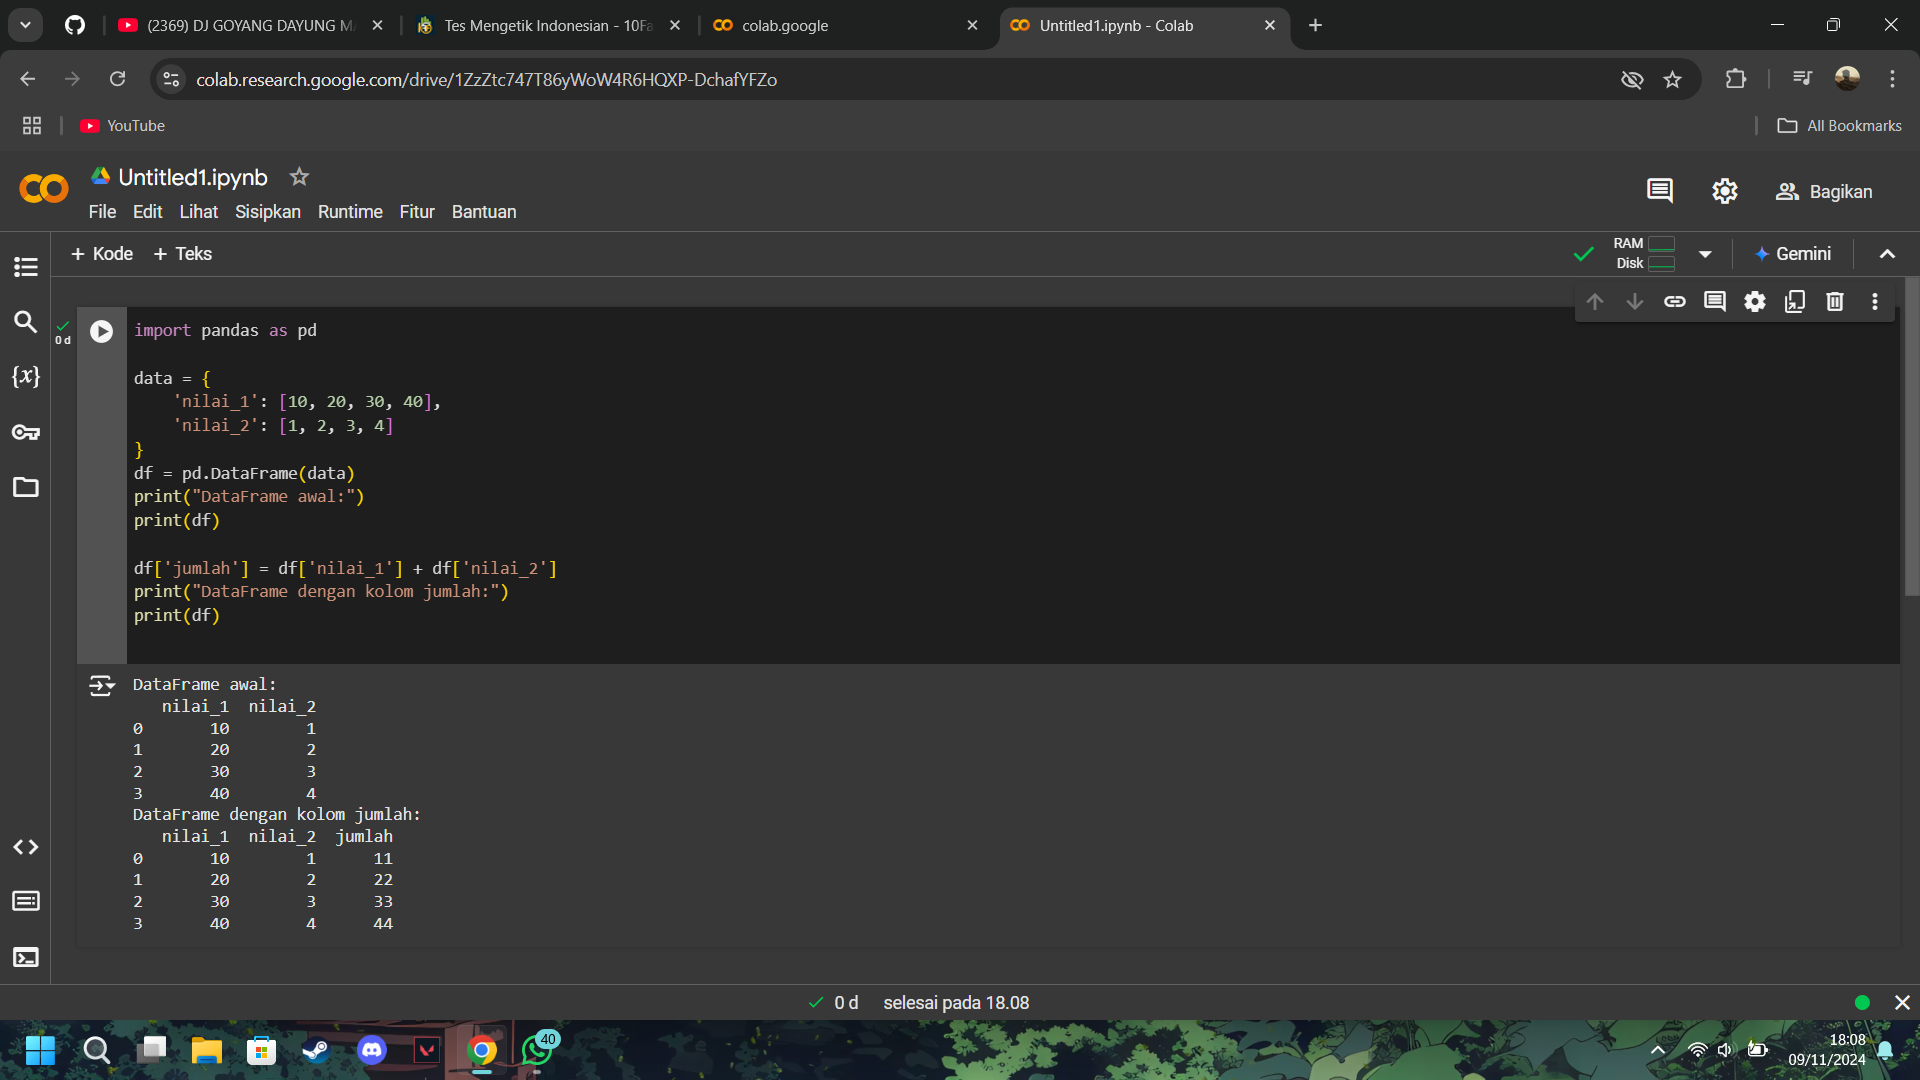 (2369) DJ GOYANG DAYUNG MA
Tes Mengetik Indonesian - 10Fa
colab.google
Untitled1.ipynb - Colab
colab.research.google.com/drive/1ZzZtc747T86yWoW4R6HQXP-DchafYFZo
YouTube
All Bookmarks
Untitled1.ipynb
File Edit Lihat Sisipkan Runtime Fitur Bantuan
Bagikan
+ Kode + Teks
RAM
Disk
Gemini
0 d
import pandas as pd
data = {
    'nilai_1': [10, 20, 30, 40],
    'nilai_2': [1, 2, 3, 4]
}
df = pd.DataFrame(data)
print("DataFrame awal:")
print(df)
df['jumlah'] = df['nilai_1'] + df['nilai_2']
print("DataFrame dengan kolom jumlah:")
print(df)
DataFrame awal:
   nilai_1  nilai_2
0       10        1
1       20        2
2       30        3
3       40        4
DataFrame dengan kolom jumlah:
   nilai_1  nilai_2  jumlah
0       10        1      11
1       20        2      22
2       30        3      33
3       40        4      44
0 d selesai pada 18.08
40
18:08
09/11/2024